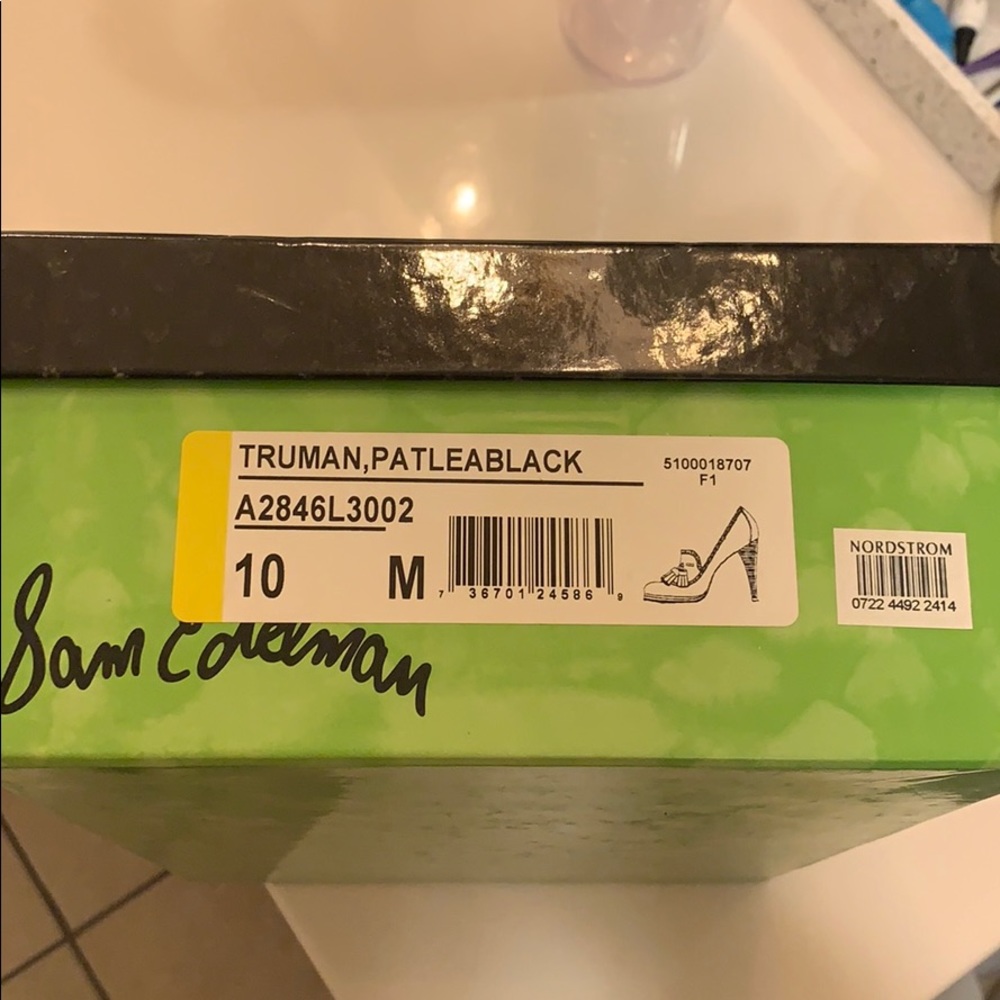 TRUMAN,PATLEABLACK
5100018707
F1
A2846L3002
10 M
7 36701 24586 9
NORDSTROM
0722 4492 2414
Sam Edelman